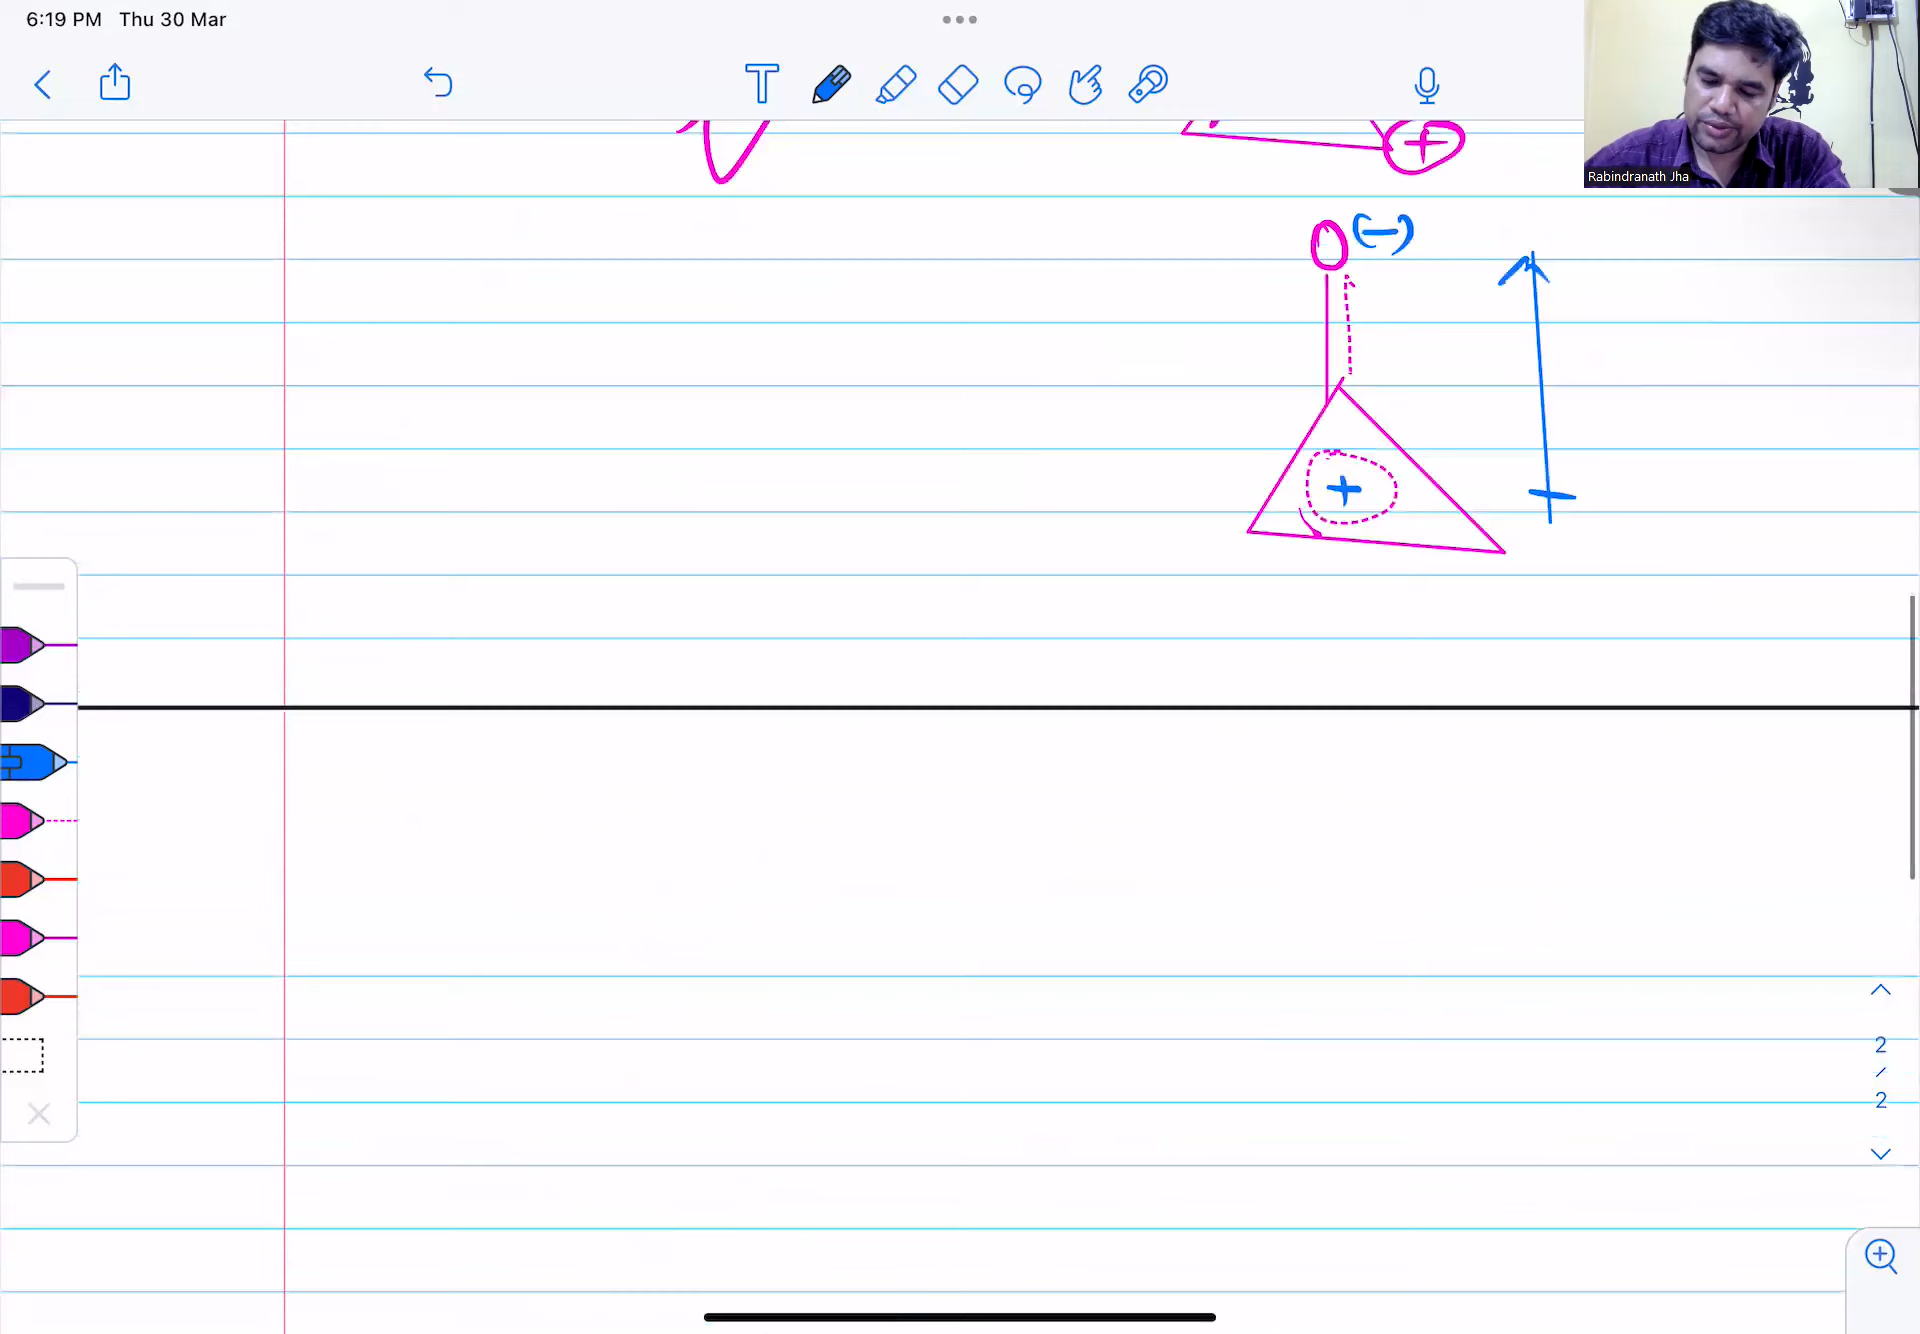 6:19 PM Thu 30 Mar
T
Rabindranath Jha
+
O (-)
+
2
/
2